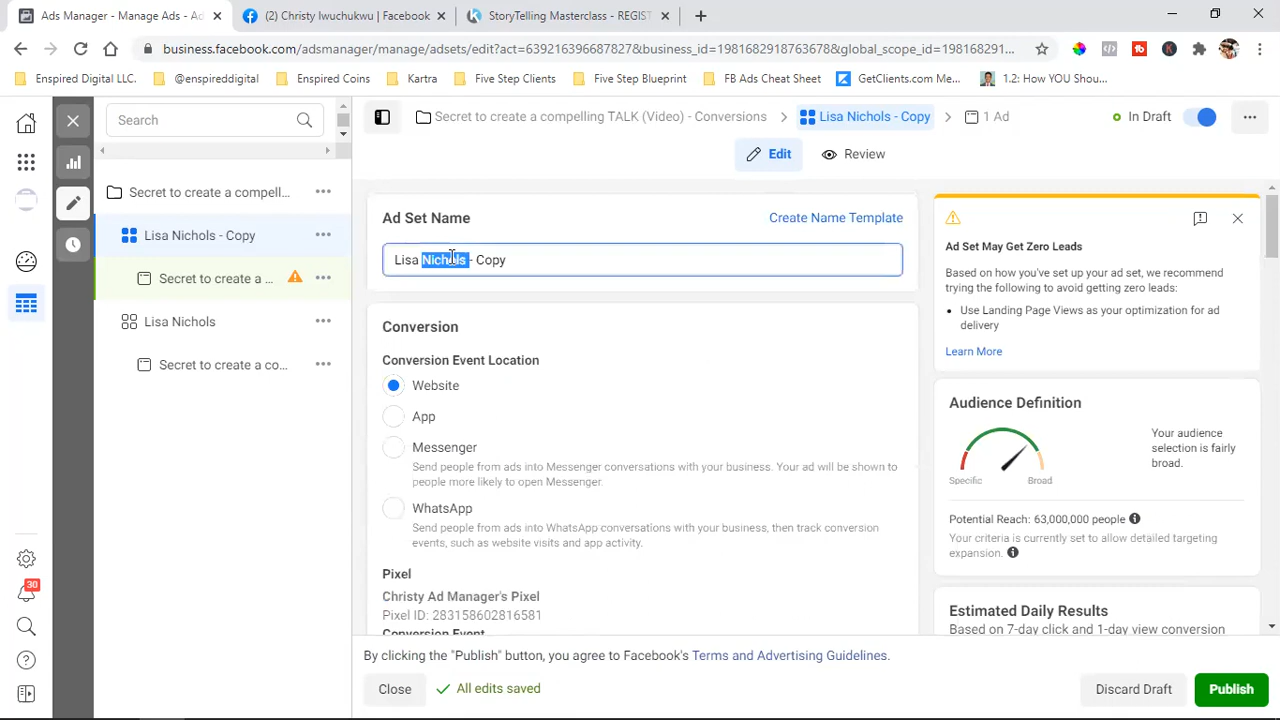 Ads Manager - Manage Ads - Ads
(2) Christy Iwuchukwu | Facebook
StoryTelling Masterclass - REGIST
business.facebook.com/adsmanager/manage/assets/edit?act=639216396687827&business_id=198168291876​3678&global_scope_id=198168291...
Enspired Digital LLC.
@enspireddigital
Enspired Coins
Kartra
Five Step Clients
Five Step Blueprint
FB Ads Cheat Sheet
GetClients.com Me...
1.2: HOW YOU Shou...
Search
Secret to create a compelling TALK (Video) - Conversions
Lisa Nichols - Copy
1 Ad
In Draft
Edit
Review
Secret to create a compell...
Lisa Nichols - Copy
Secret to create a ...
Lisa Nichols
Secret to create a co...
Ad Set Name
Create Name Template
Lisa Nichols - Copy
Conversion
Conversion Event Location
Website
App
Messenger
Send people from ads into Messenger conversations with your business. Your ad will be shown to
people more likely to open Messenger.
WhatsApp
Send people from ads into WhatsApp conversations with your business, then track conversion
events, such as website visits and app activity.
Pixel
Christy Ad Manager's Pixel
Pixel ID: 283158602816581
Conversion Event
Ad Set May Get Zero Leads
Based on how you've set up your ad set, we recommend
trying the following to avoid getting zero leads:
Use Landing Page Views as your optimization for ad
delivery
Learn More
Audience Definition
Your audience
selection is fairly
broad.
Specific
Broad
Potential Reach: 63,000,000 people
Your criteria is currently set to allow detailed targeting
expansion.
Estimated Daily Results
Based on 7-day click and 1-day view conversion
30
By clicking the "Publish" button, you agree to Facebook's Terms and Advertising Guidelines.
Close
All edits saved
Discard Draft
Publish